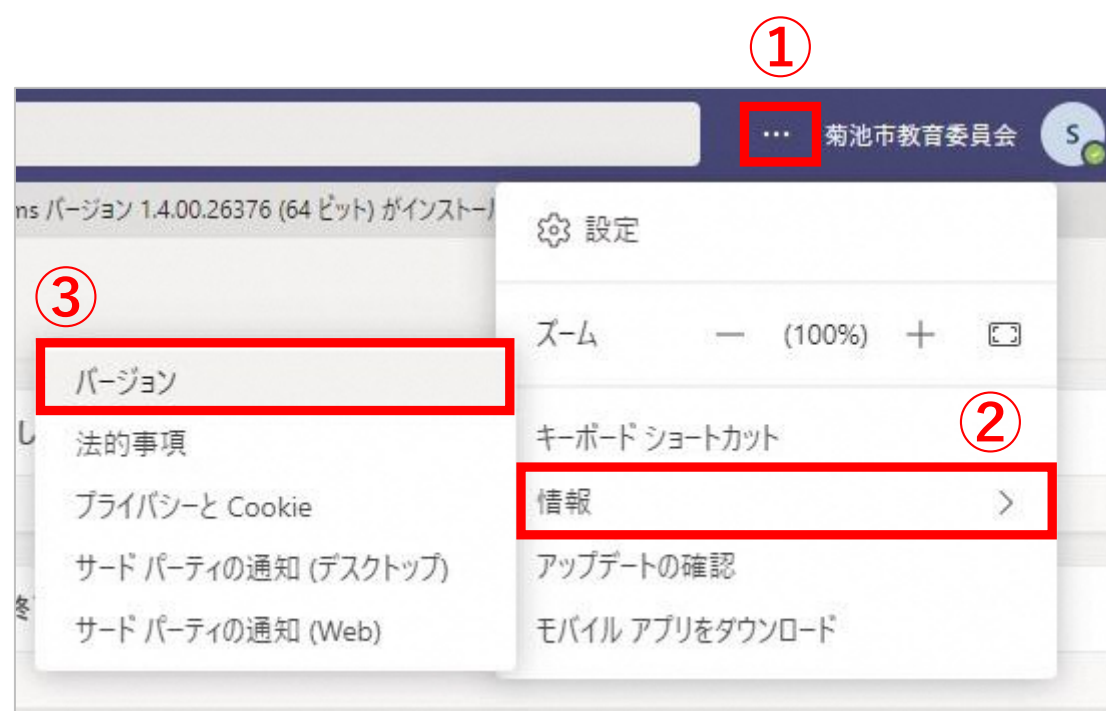 ①
… 菊池市教育委員会 S
ms バージョン 1.4.00.26376 (64 ビット) がインストール
設定
ズーム — (100%) +
③
バージョン
法的事項
プライバシーと Cookie
サード パーティの通知 (デスクトップ)
サード パーティの通知 (Web)
し
終
②
キーボード ショートカット
情報 >
アップデートの確認
モバイル アプリをダウンロード